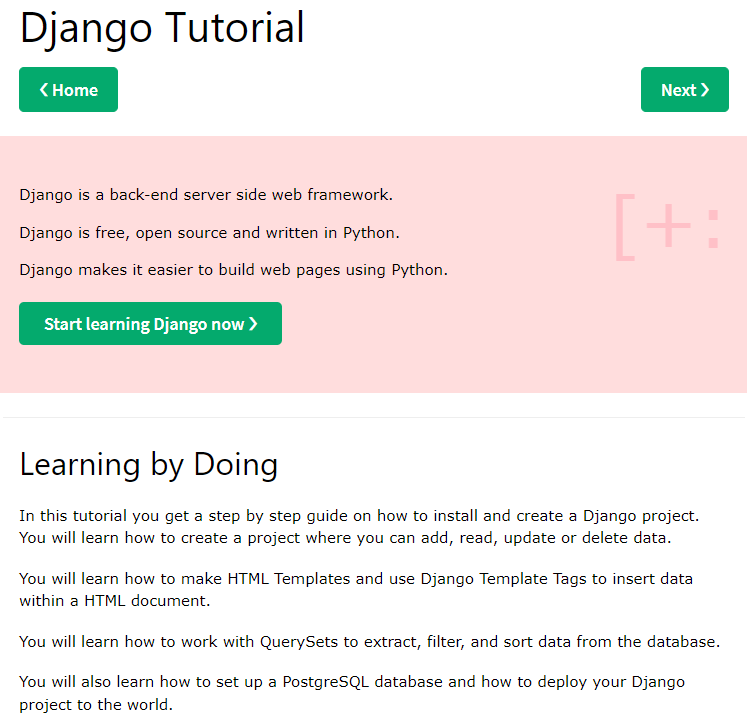 Django Tutorial
❮ Home
Next ❯
Django is a back-end server side web framework.
[+:
Django is free, open source and written in Python.
Django makes it easier to build web pages using Python.
Start learning Django now ❯
Learning by Doing
In this tutorial you get a step by step guide on how to install and create a Django project.
You will learn how to create a project where you can add, read, update or delete data.
You will learn how to make HTML Templates and use Django Template Tags to insert data
within a HTML document.
You will learn how to work with QuerySets to extract, filter, and sort data from the database.
You will also learn how to set up a PostgreSQL database and how to deploy your Django
project to the world.